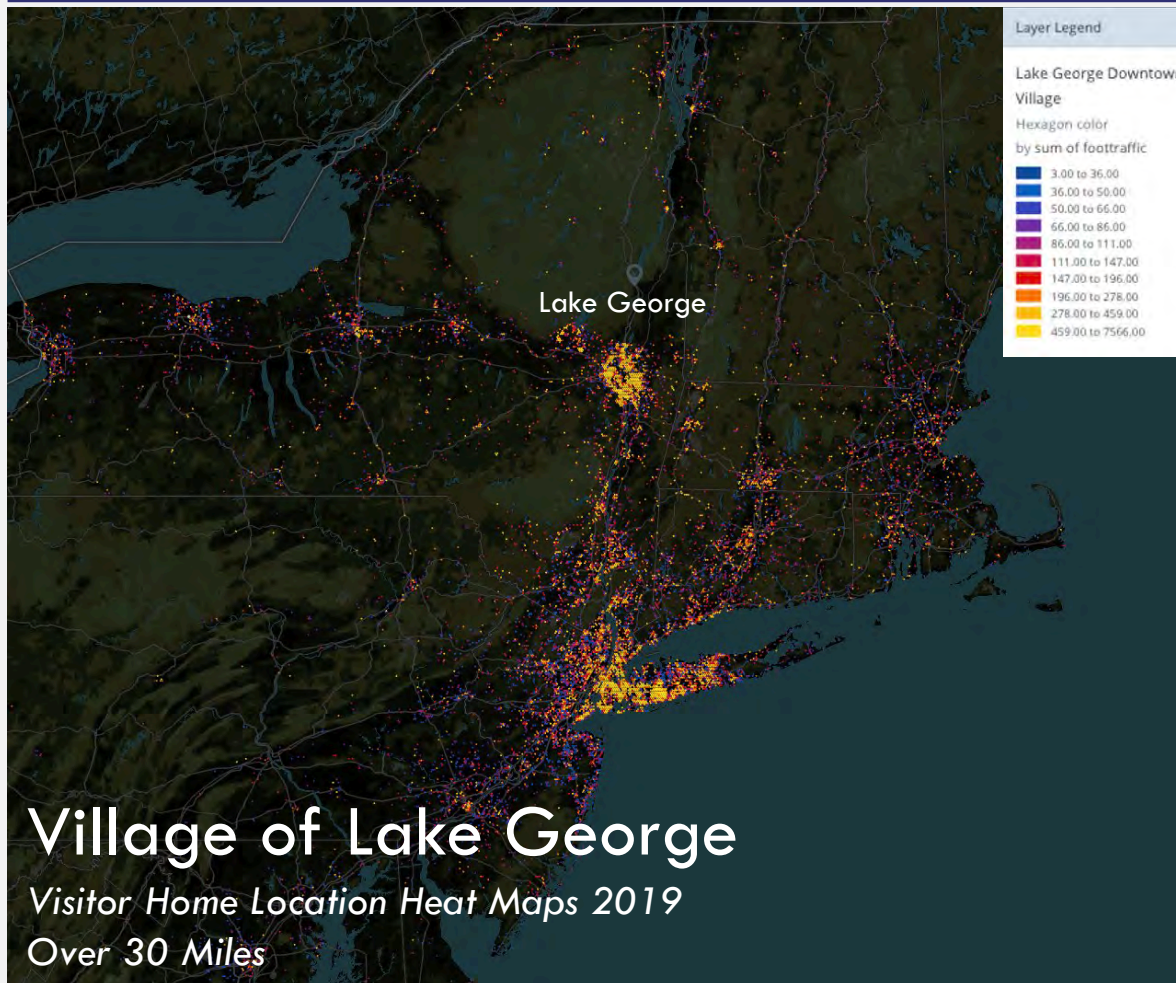 Layer Legend
Lake George Downtown
Village
Hexagon color
by sum of foottraffic
3.00 to 36.00
36.00 to 50.00
50.00 to 66.00
66.00 to 86.00
86.00 to 111.00
111.00 to 147.00
147.00 to 196.00
196.00 to 278.00
278.00 to 459.00
459.00 to 7566.00
Lake George
Village of Lake George
Visitor Home Location Heat Maps 2019
Over 30 Miles